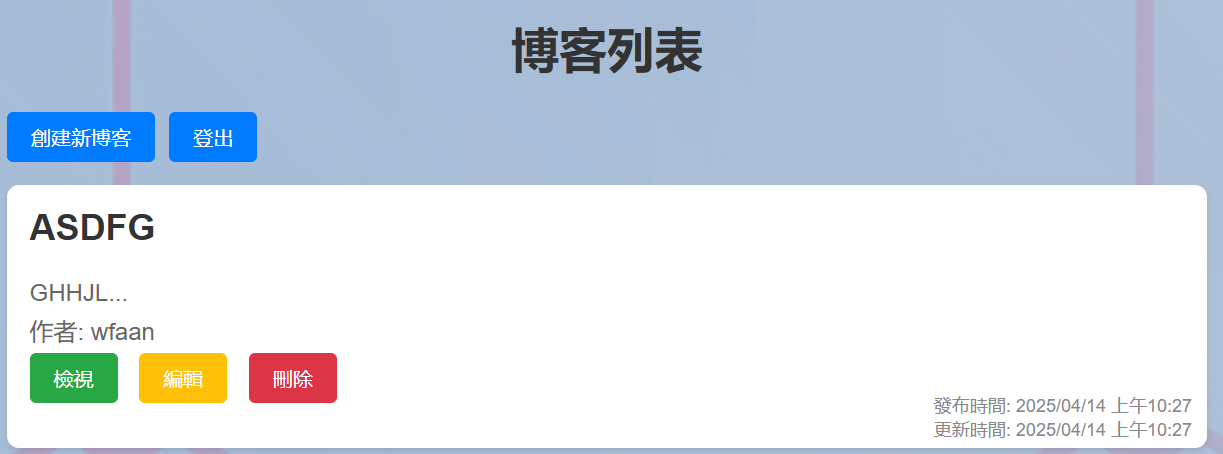 博客列表
創建新博客 登出
ASDFG
GHHJL...
作者: wfaan
檢視 編輯 刪除
發布時間: 2025/04/14 上午10:27
更新時間: 2025/04/14 上午10:27